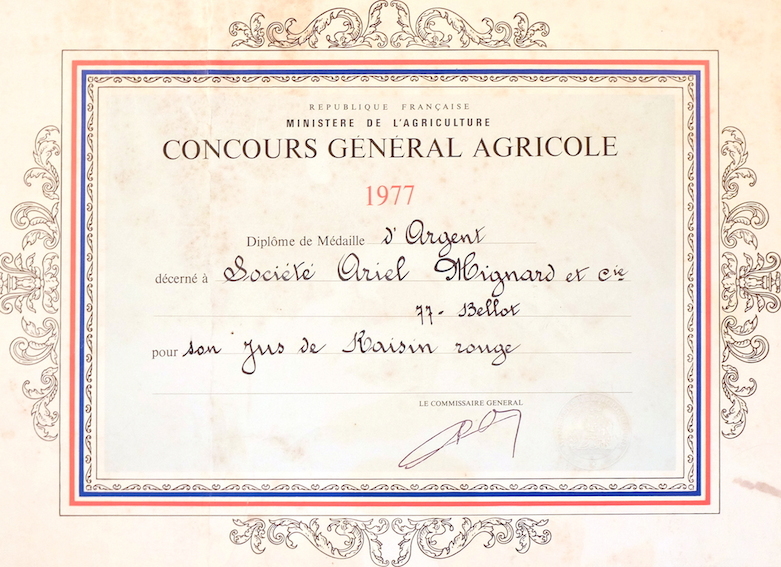 REPUBLIQUE FRANÇAISE
MINISTERE DE L'AGRICULTURE
CONCOURS GÉNÉRAL AGRICOLE
1977
Diplôme de Médaille d'Argent
décerné à Société Ariel Mignard et Cie
77 - Bellot
pour son Jus de Raisin rouge
LE COMMISSAIRE GENERAL